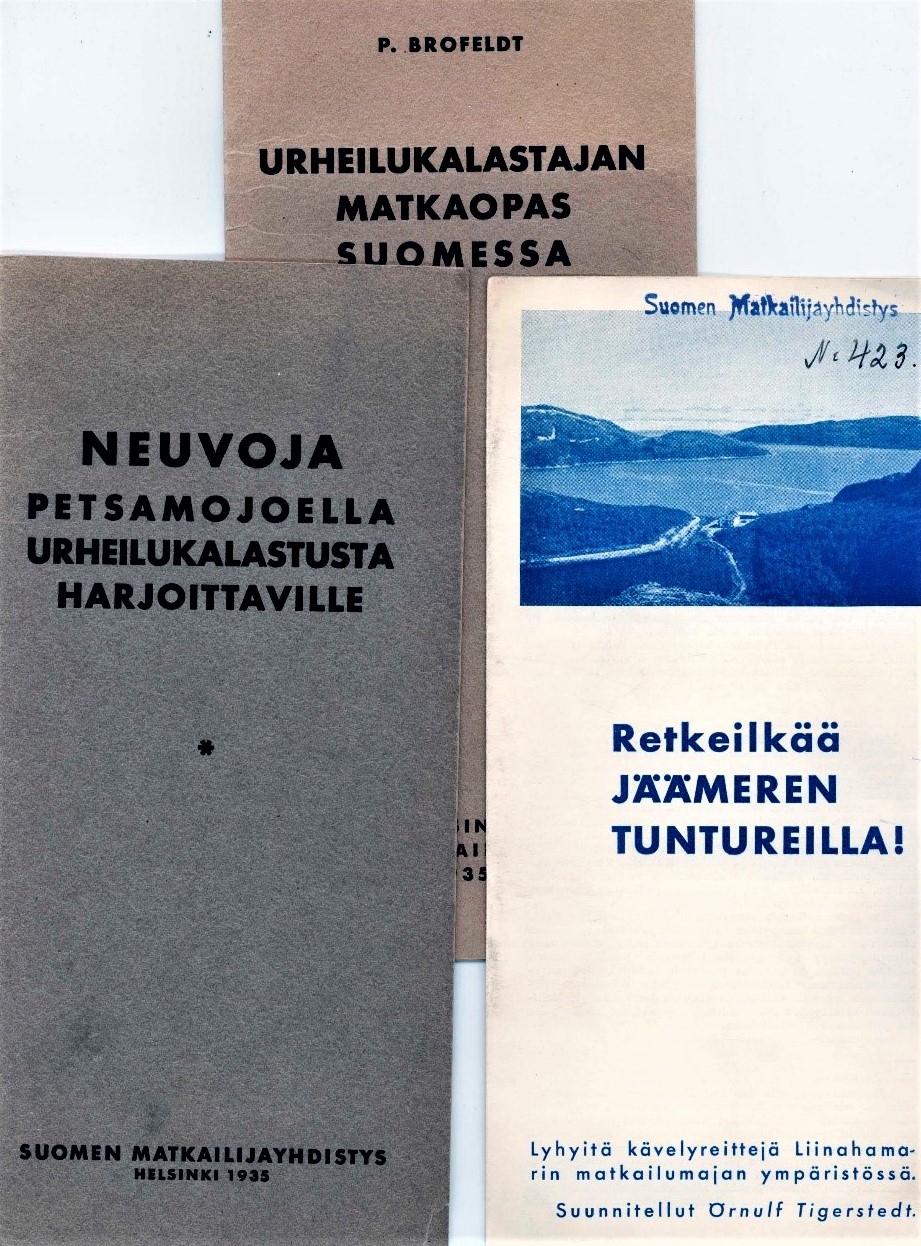 P. BROFELDT
URHEILUKALASTAJAN
MATKAOPAS
SUOMESSA
NEUVOJA
PETSAMOJOELLA
URHEILUKALASTUSTA
HARJOITTAVILLE
*
SUOMEN MATKAILIJAYHDISTYS
HELSINKI 1935
Suomen Matkailijayhdistys
N: 423.
Retkeilkää
JÄÄMEREN
TUNTUREILLA!
Lyhyitä kävelyreittejä Liinahama-
rin matkailumajan ympäristössä.
Suunnitellut Örnulf Tigerstedt.